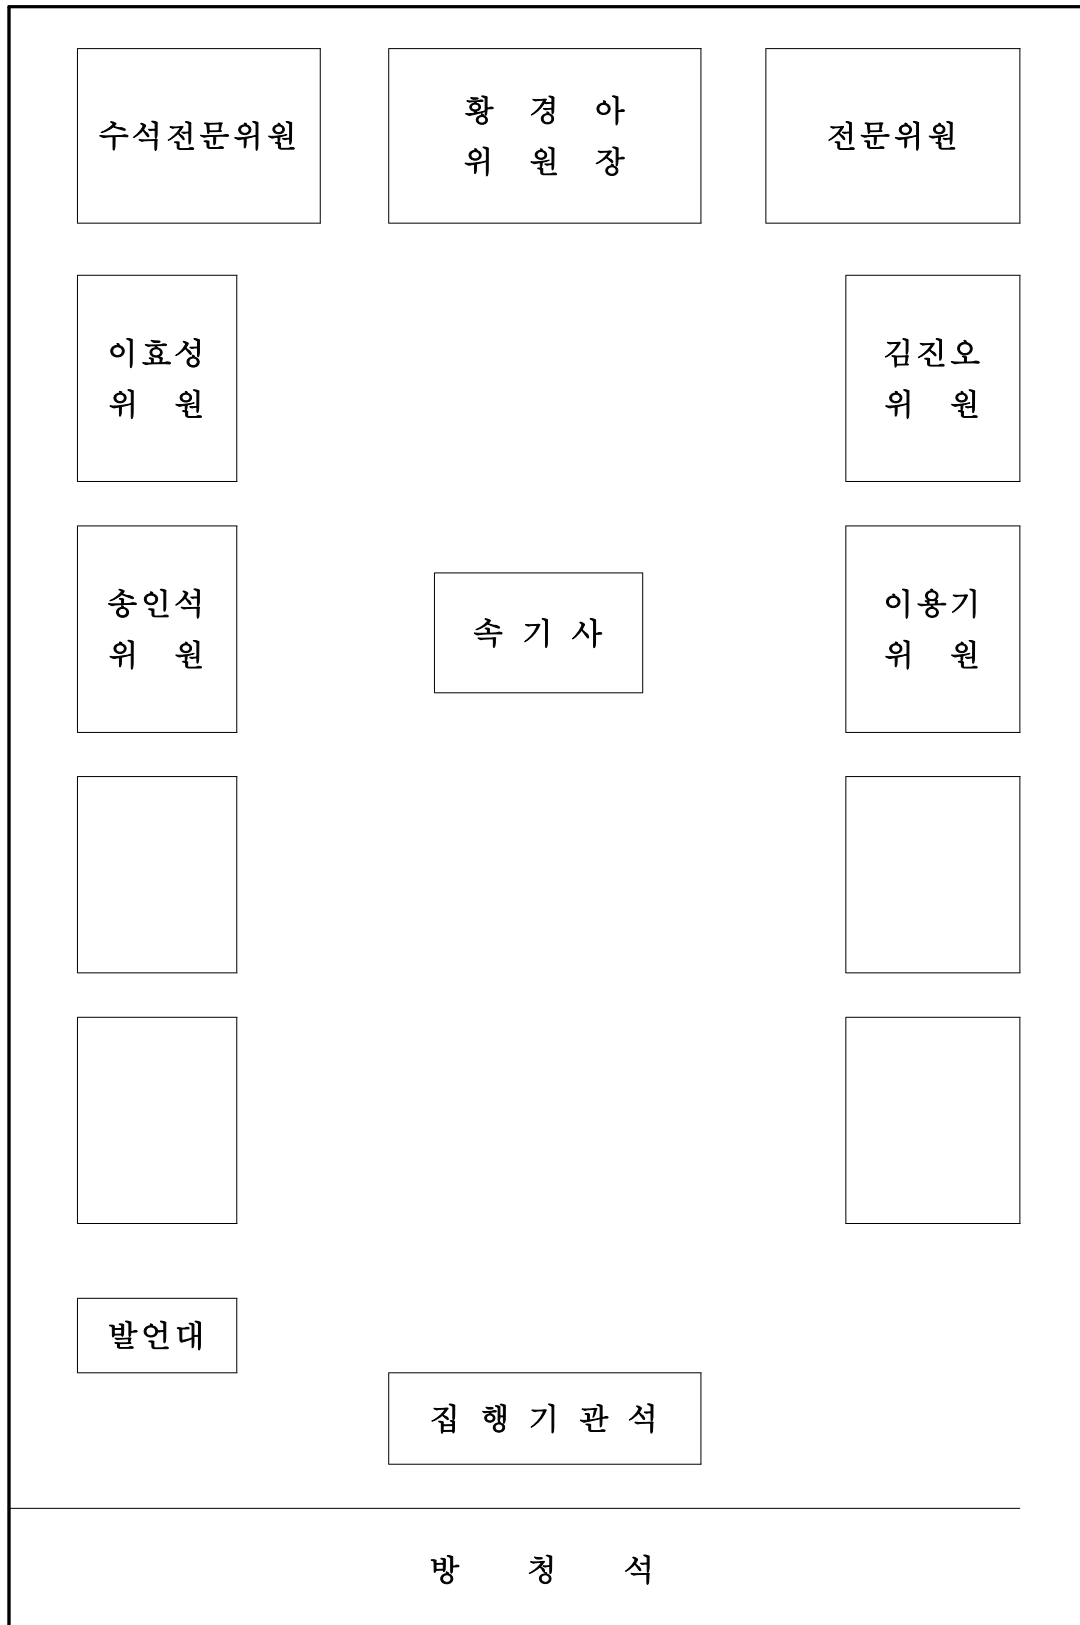 수석전문위원
황 경 아
위 원 장
전문위원
이효성
위 원
김진오
위 원
송인석
위 원
속 기 사
이용기
위 원
발언대
집 행 기 관 석
방 청 석